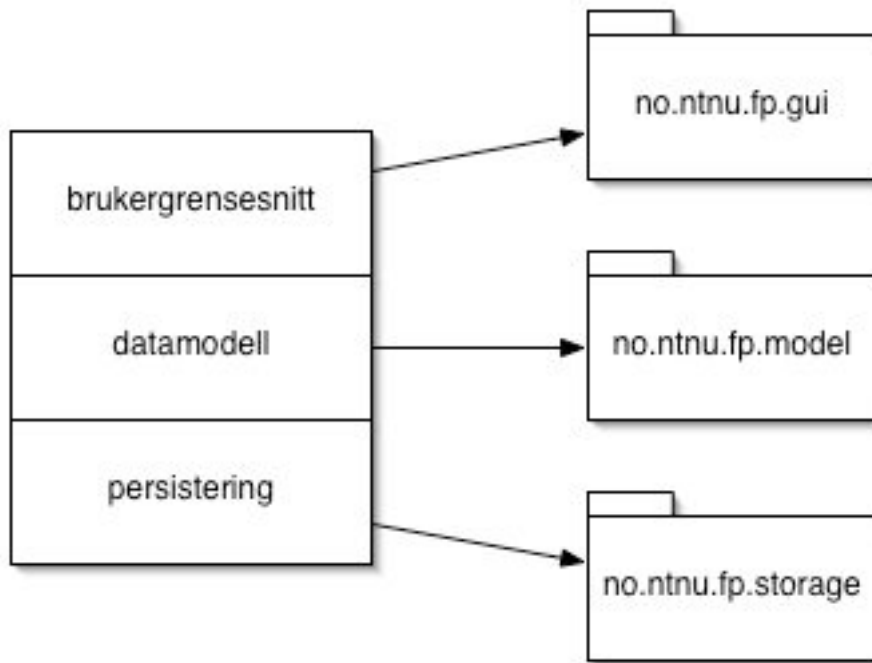 brukergrensesnitt
datamodell
persistering
no.ntnu.fp.gui
no.ntnu.fp.model
no.ntnu.fp.storage